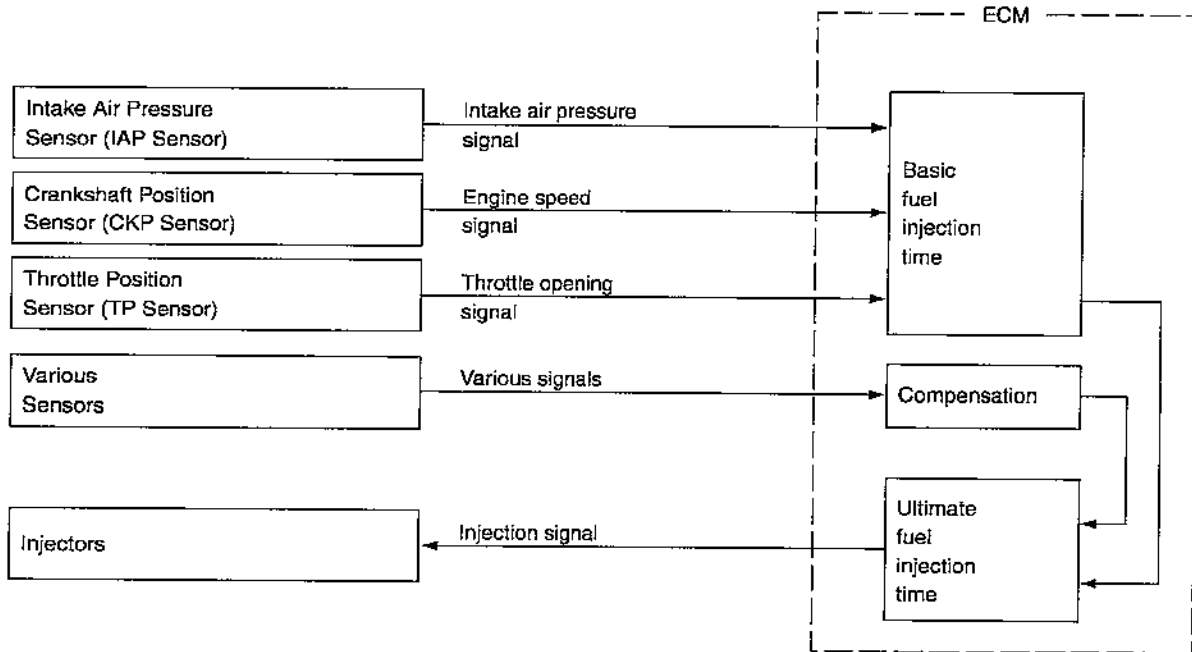 ECM
Intake Air Pressure
Sensor (IAP Sensor)
Intake air pressure
signal
Crankshaft Position
Sensor (CKP Sensor)
Engine speed
signal
Throttle Position
Sensor (TP Sensor)
Throttle opening
signal
Basic
fuel
injection
time
Various
Sensors
Various signals
Compensation
Injectors
Injection signal
Ultimate
fuel
injection
time